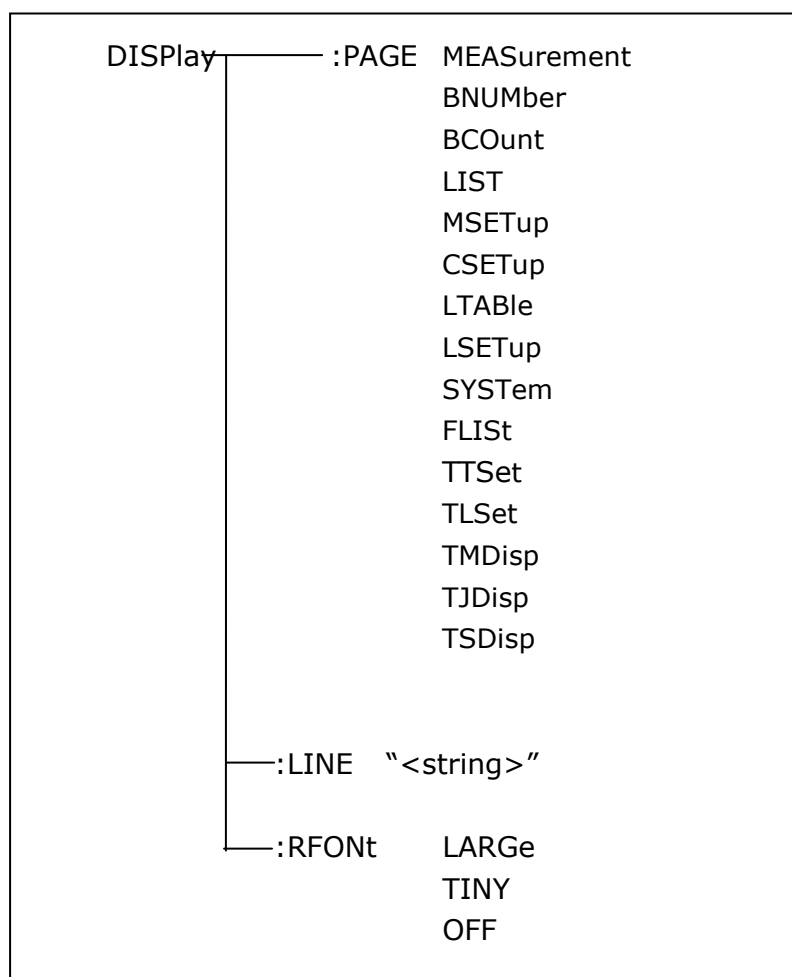 DISPlay :PAGE MEASurement
BNUMber
BCOunt
LIST
MSETup
CSETup
LTABle
LSETup
SYSTem
FLISt
TTSet
TLSet
TMDisp
TJDisp
TSDisp
:LINE “<string>”
:RFONt LARGe
TINY
OFF